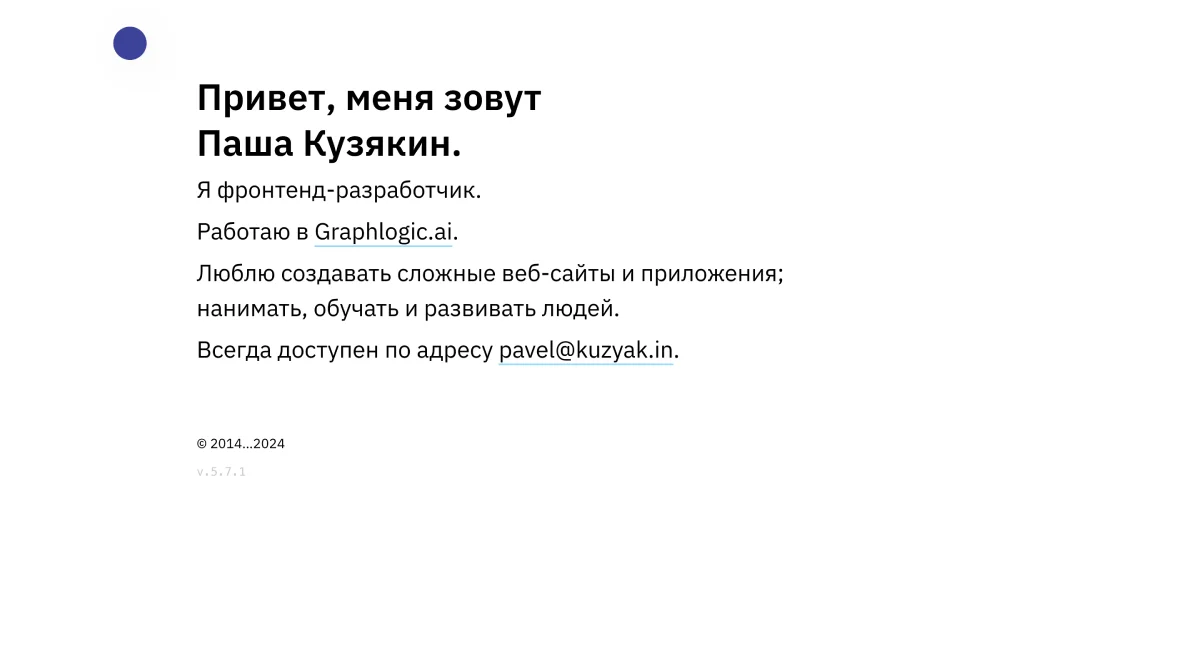 Привет, меня зовут
Паша Кузякин.
Я фронтенд-разработчик.
Работаю в Graphlogic.ai.
Люблю создавать сложные веб-сайты и приложения;
нанимать, обучать и развивать людей.
Всегда доступен по адресу pavel@kuzyak.in.
© 2014...2024
v.5.7.1